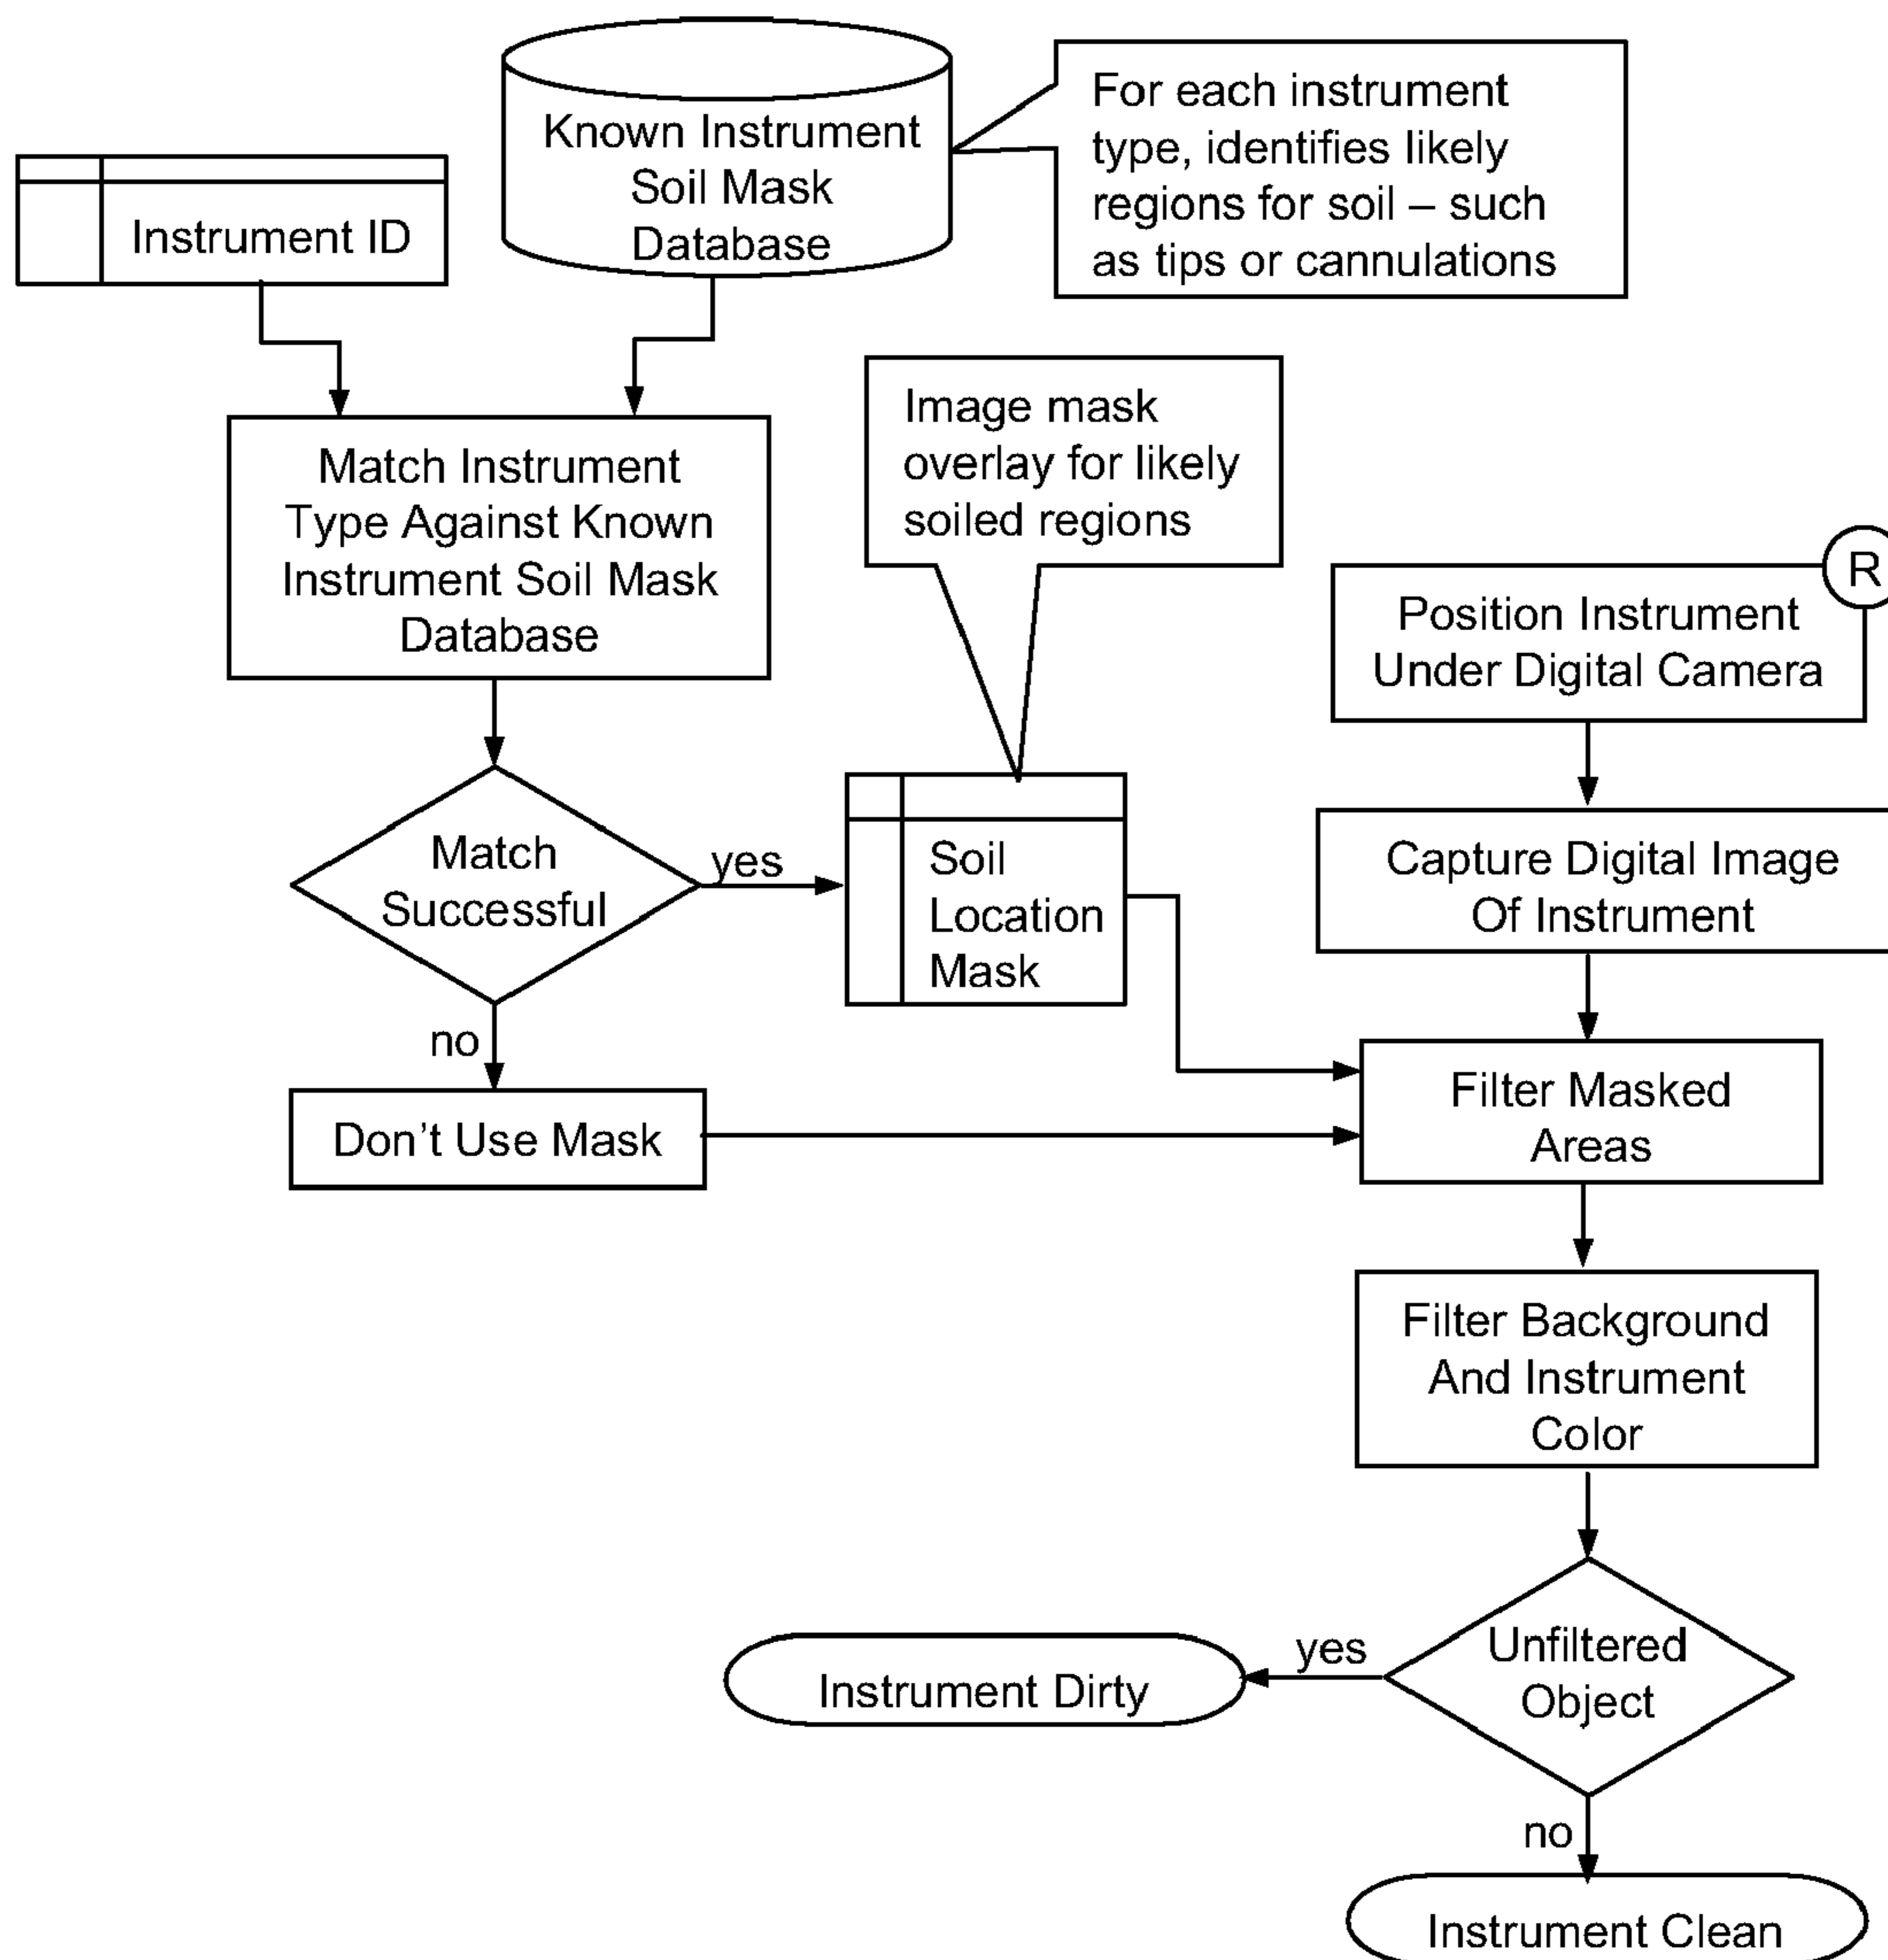 Known Instrument
Soil Mask
Database
For each instrument
type, identifies likely
regions for soil – such
as tips or cannulations
Instrument ID
Match Instrument
Type Against Known
Instrument Soil Mask
Database
Image mask
overlay for likely
soiled regions
R
Position Instrument
Under Digital Camera
Match
Successful
yes
Soil
Location
Mask
Capture Digital Image
Of Instrument
no
Don’t Use Mask
Filter Masked
Areas
Filter Background
And Instrument
Color
Unfiltered
Object
yes
Instrument Dirty
no
Instrument Clean